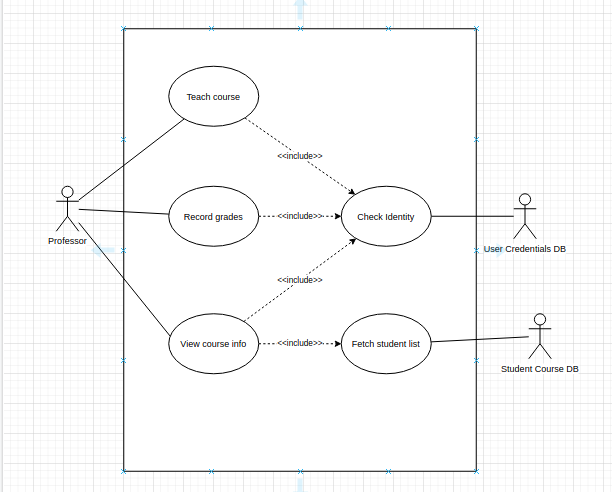 Teach course
<<include>>
Record grades
<<include>>
Check Identity
Professor
User Credentials DB
<<include>>
View course info
<<include>>
Fetch student list
Student Course DB